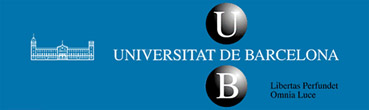 U
UNIVERSITAT DE BARCELONA
B
Libertas Perfundet
Omnia Luce